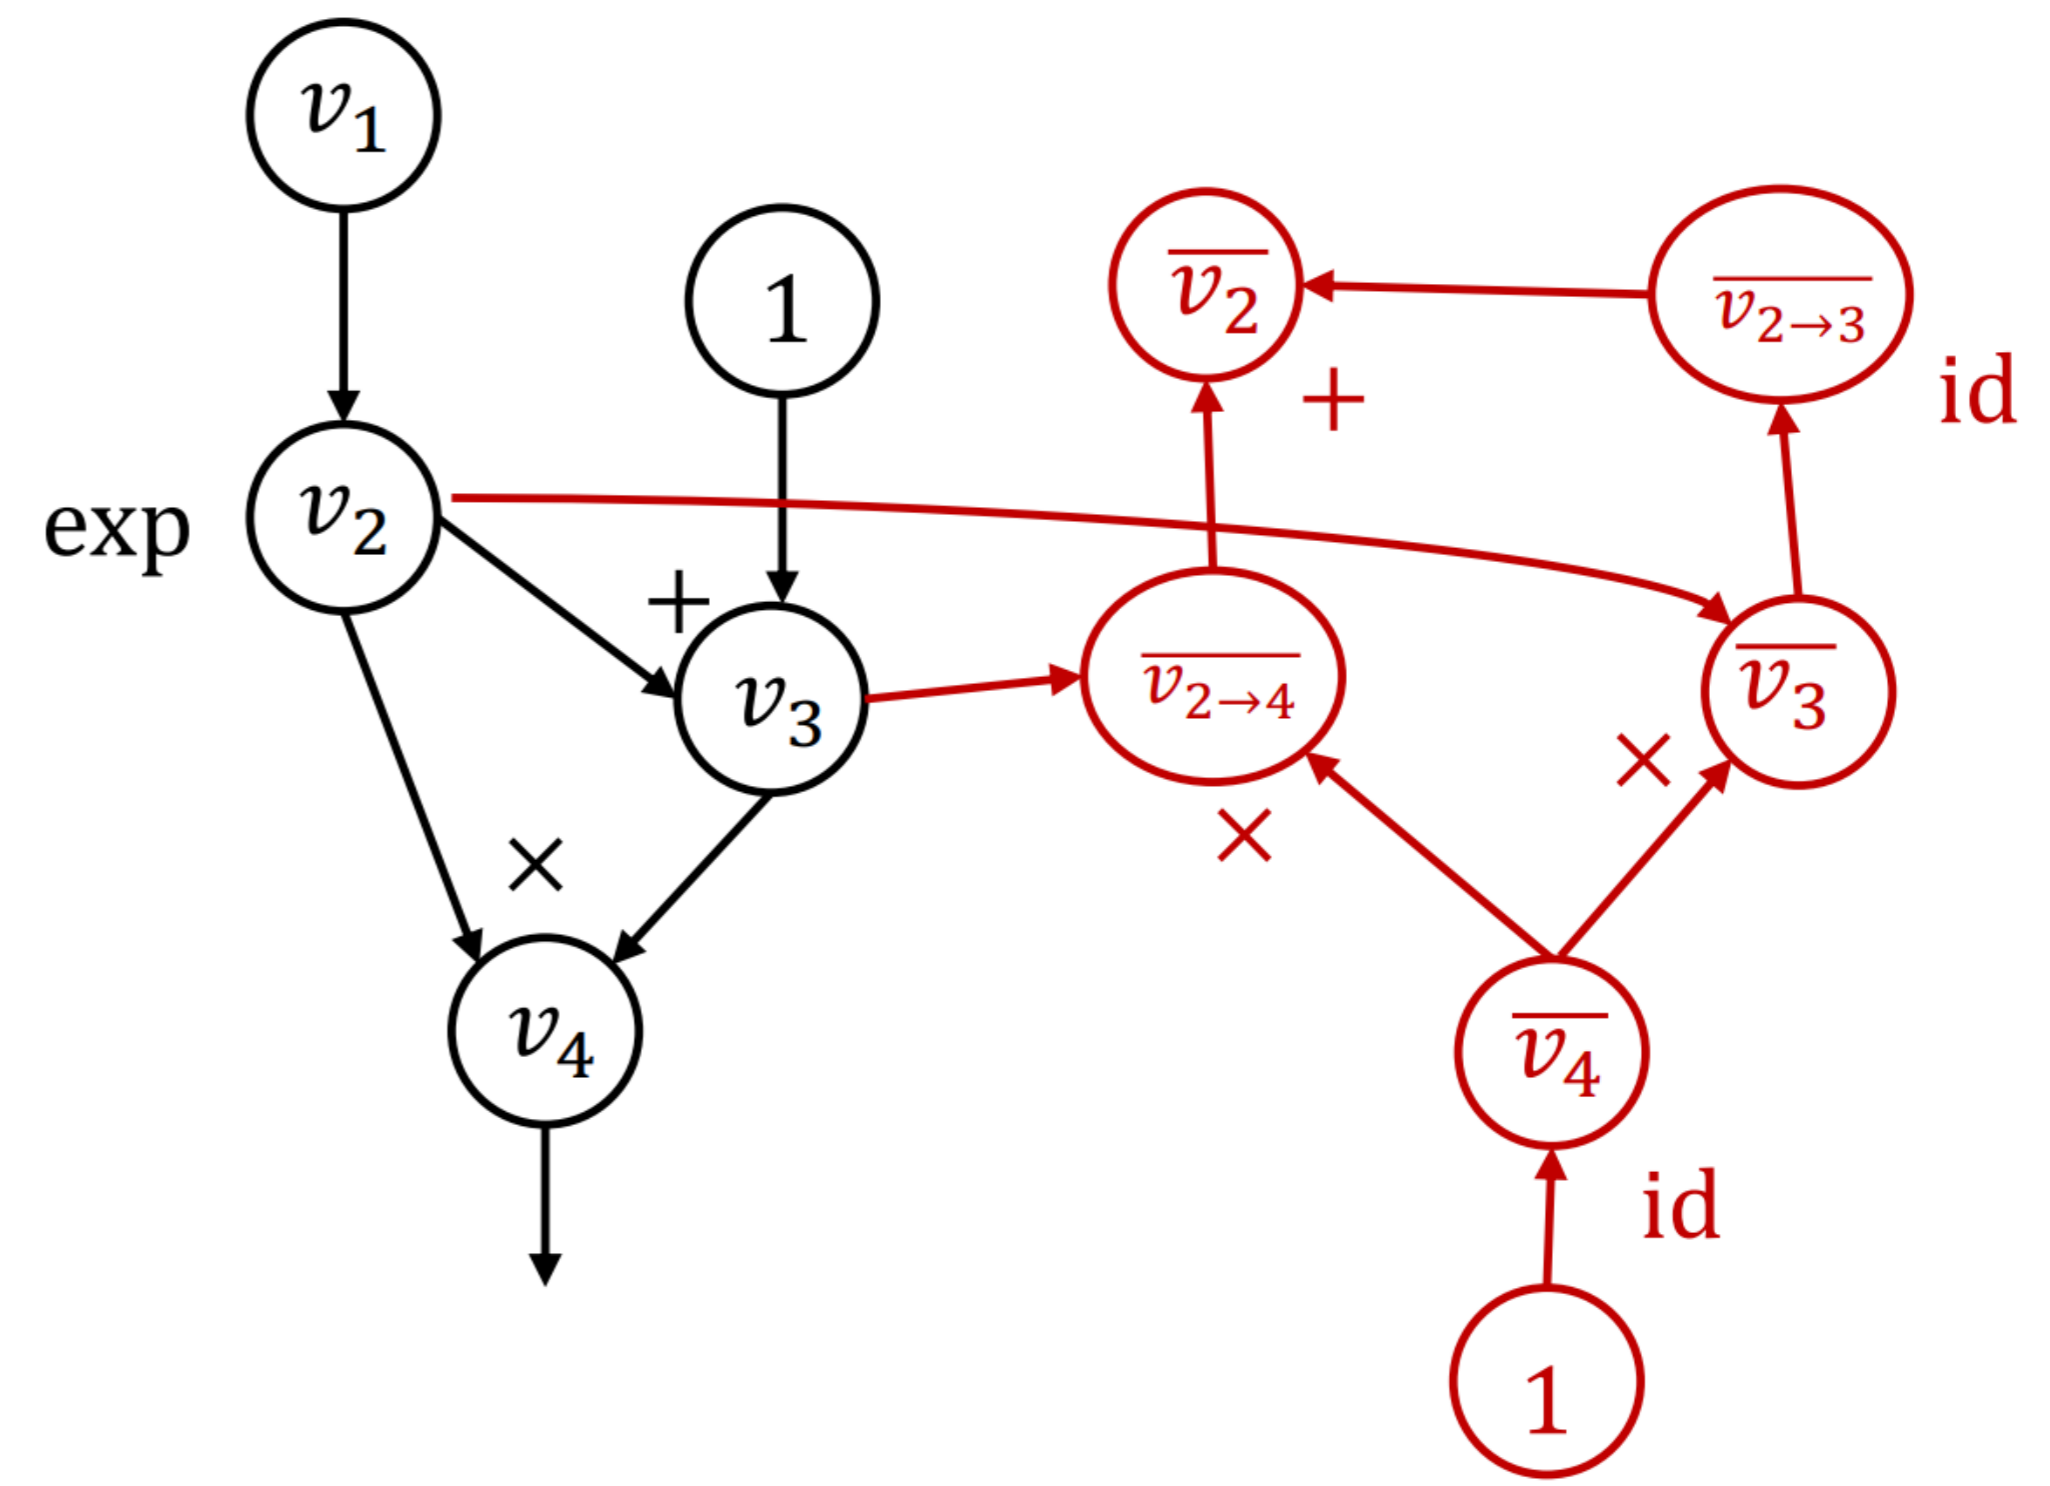 v₁
1
v₂
exp
+
v₃
×
v₄
v̅₂
v̅₂→₃
id
+
v̅₂→₄
v̅₃
×
×
v̅₄
id
1